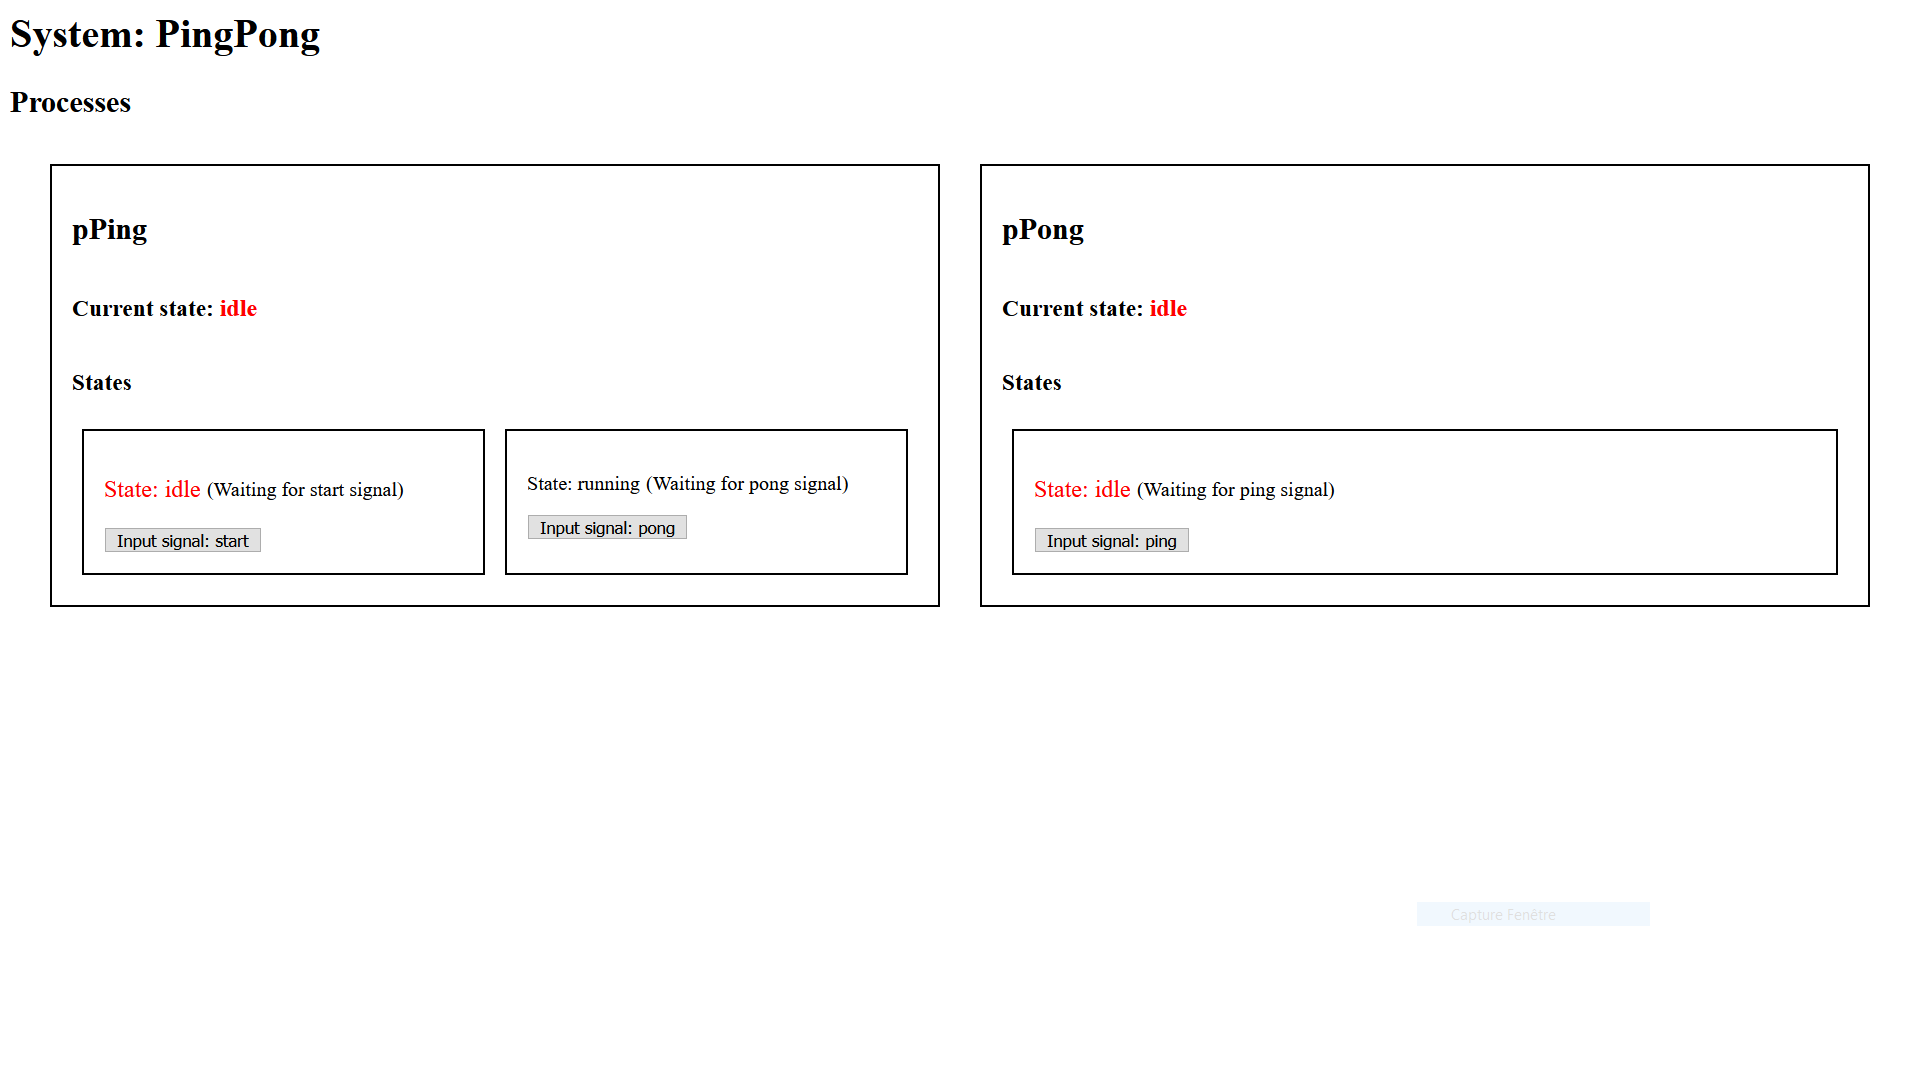 System: PingPong
Processes
pPing
Current state: idle
States
State: idle (Waiting for start signal)
Input signal: start
State: running (Waiting for pong signal)
Input signal: pong
pPong
Current state: idle
States
State: idle (Waiting for ping signal)
Input signal: ping
Capture Fenêtre